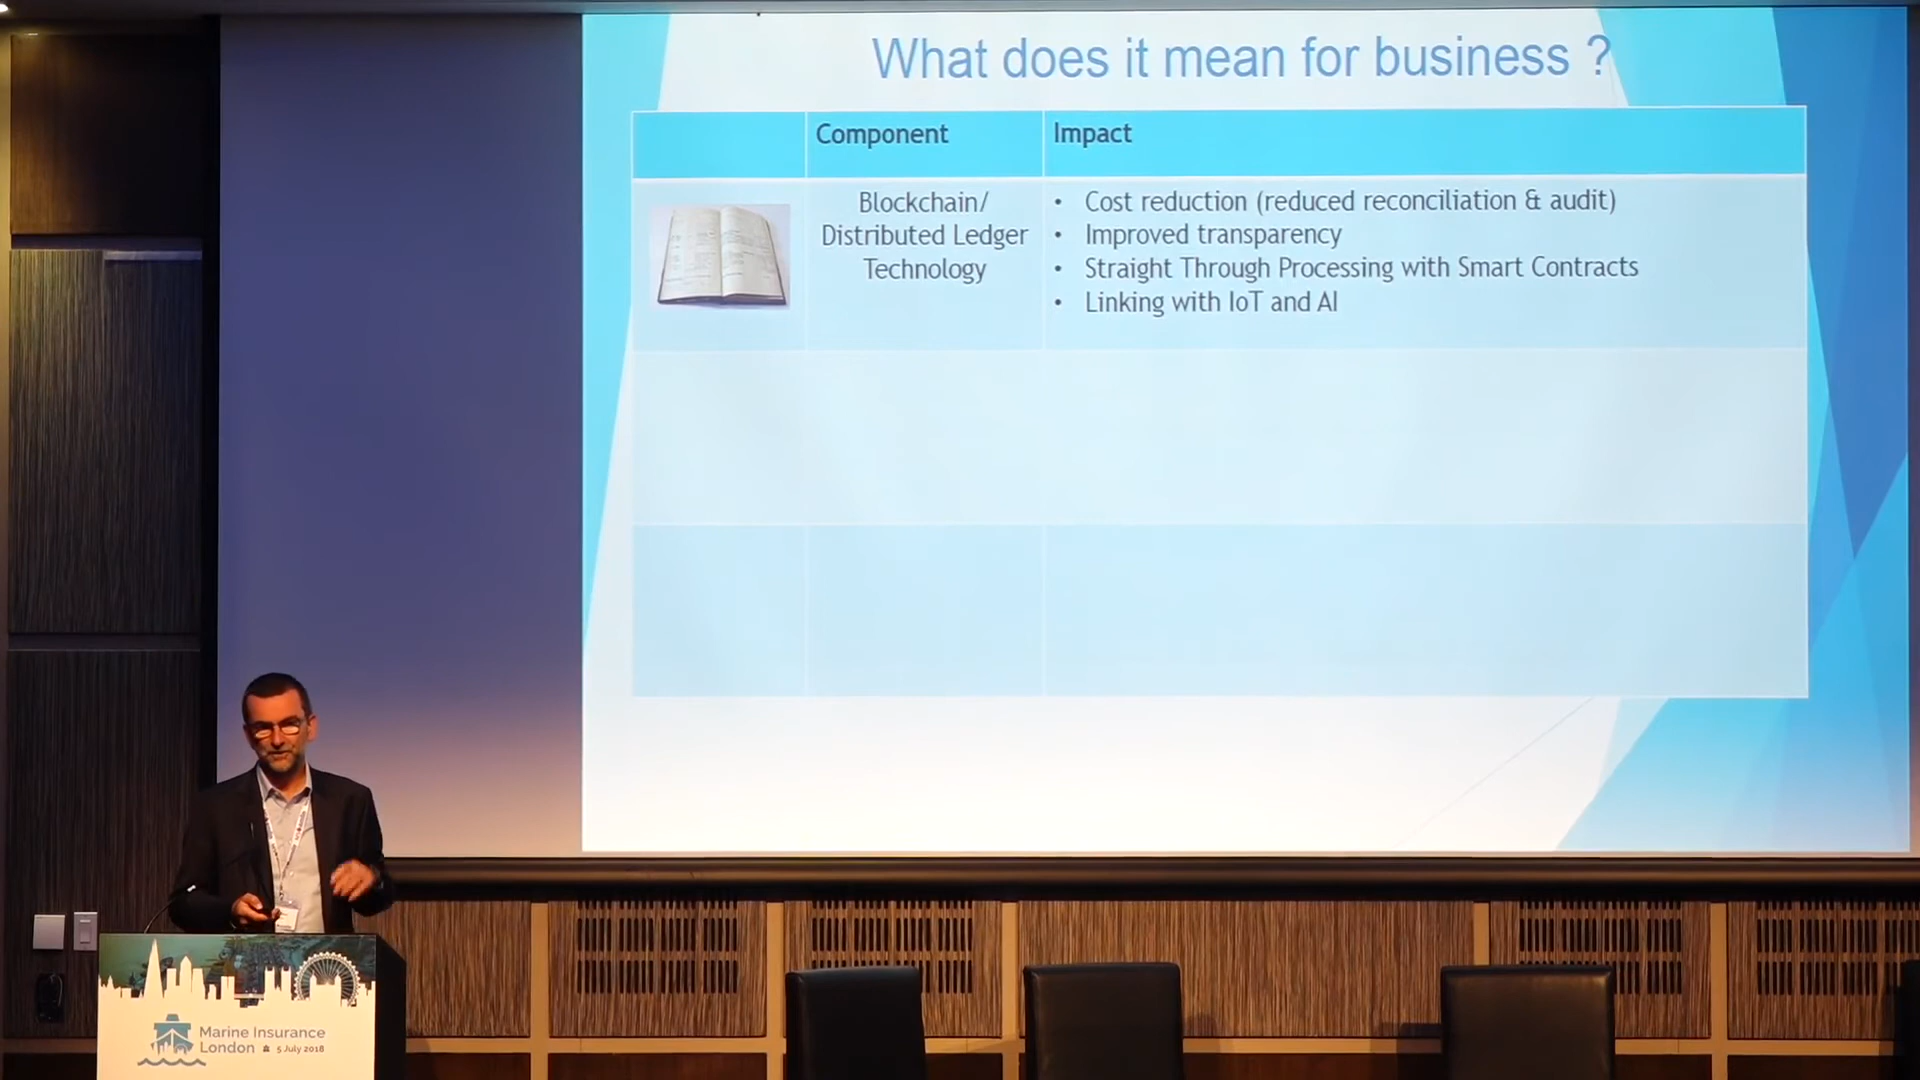 What does it mean for business ?
Component
Impact
Blockchain/
Distributed Ledger
Technology
• Cost reduction (reduced reconciliation & audit)
• Improved transparency
• Straight Through Processing with Smart Contracts
• Linking with IoT and AI
Marine Insurance
London 5 July 2018